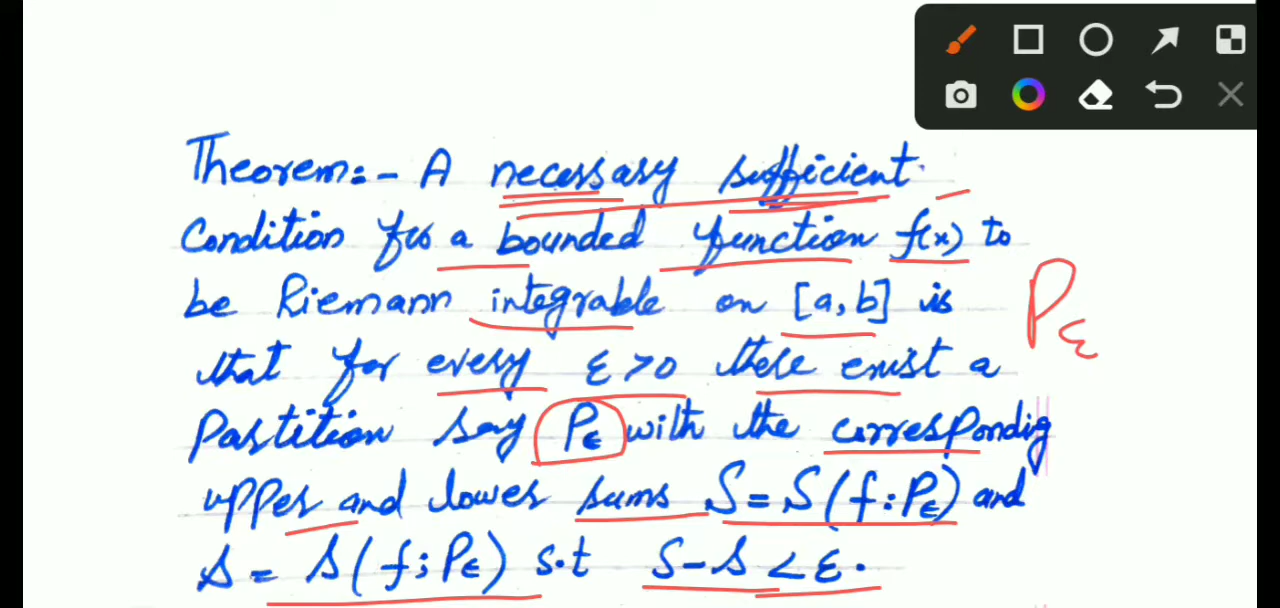 Theorem:- A necessary sufficient
Condition for a bounded function f(x) to
be Riemann integrable on [a, b] is
that for every ε > 0 there exist a
Partition say Pε with the correspondig
upper and lower sums S = S(f : Pε) and
s = s(f ; Pε) s.t S - s < ε.
Pε